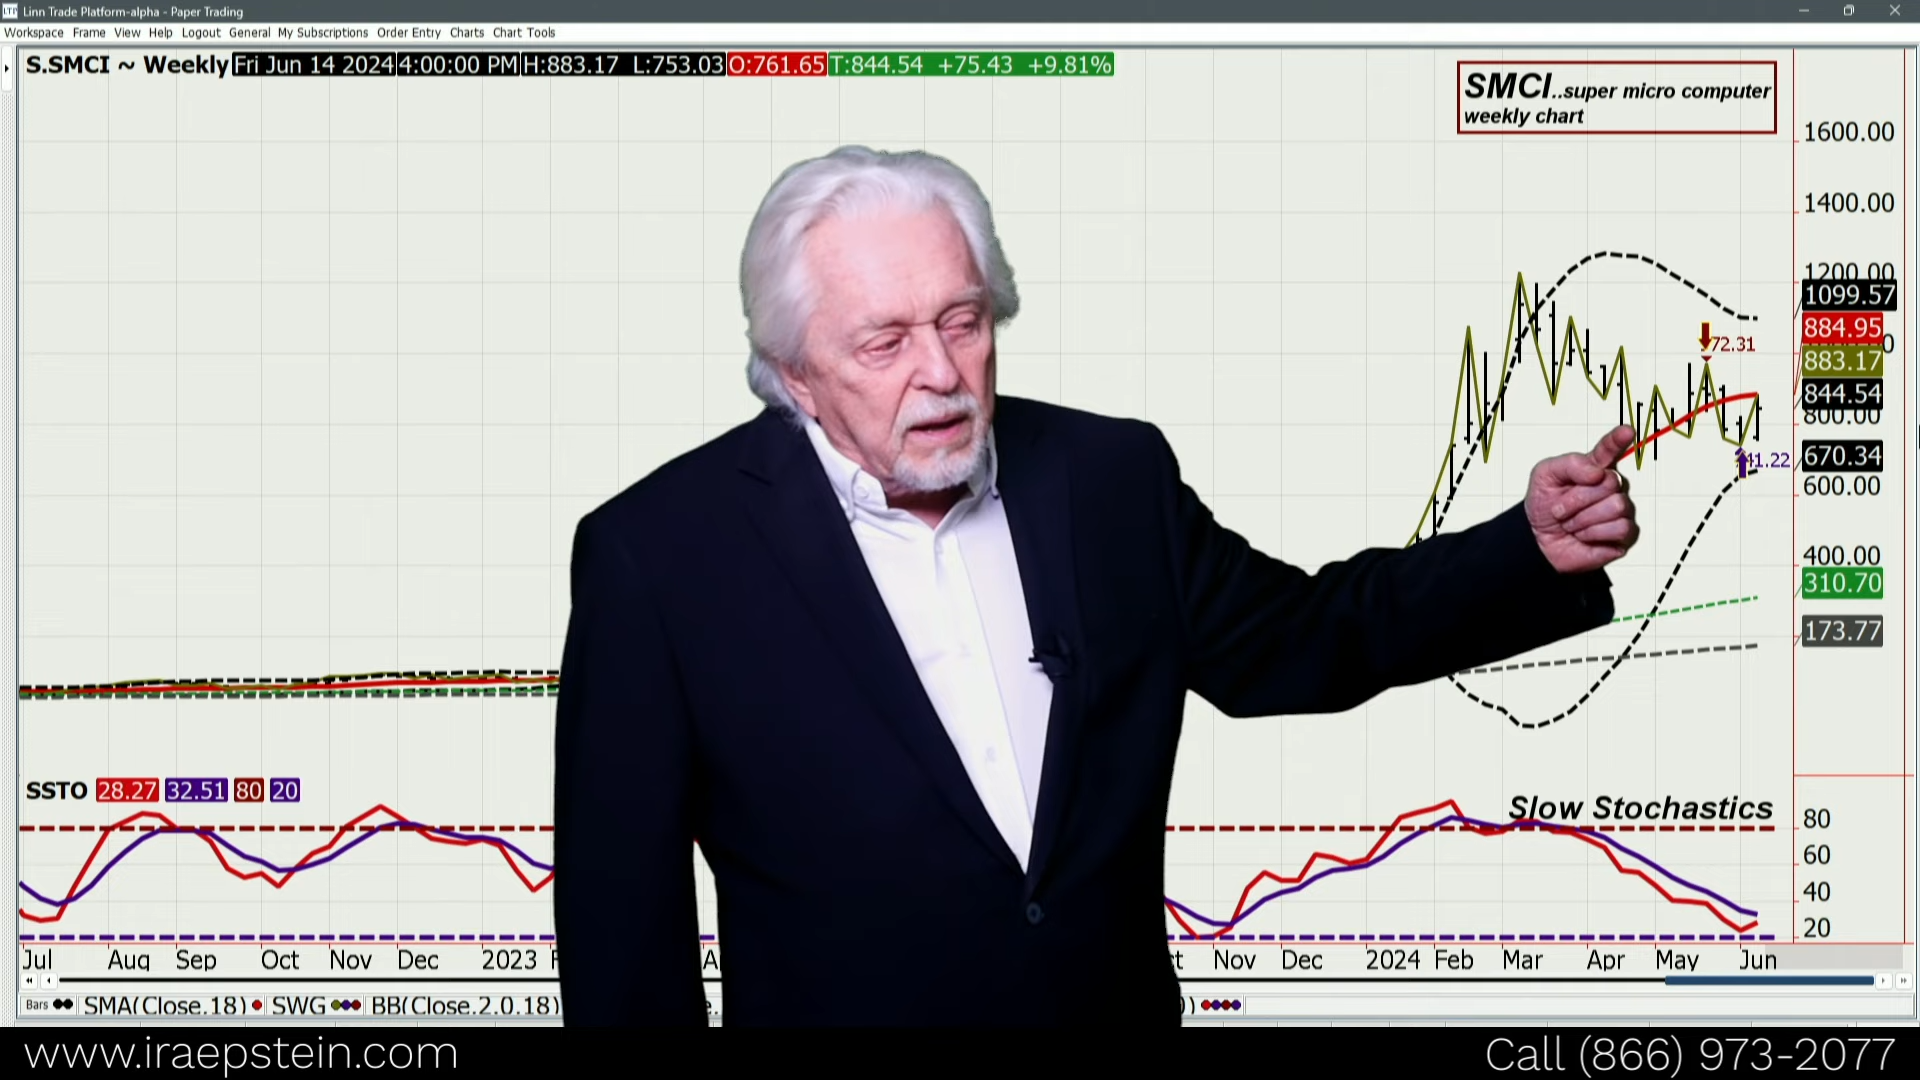 Linn Trade Platform-alpha - Paper Trading
Workspace Frame View Help Logout General My Subscriptions Order Entry Charts Chart Tools
S.SMCI ~ Weekly Fri Jun 14 2024 4:00:00 PM H:883.17 L:753.03 O:761.65 T:844.54 +75.43 +9.81%
SMCI..super micro computer
weekly chart
1600.00
1400.00
1200.00
1099.57
884.95
883.17
844.54
800.00
670.34
600.00
400.00
310.70
173.77
72.31
41.22
SSTO 28.27 32.51 80 20
Slow Stochastics
80
60
40
20
Jul Aug Sep Oct Nov Dec 2023 Nov Dec 2024 Feb Mar Apr May Jun
Bars SMA(Close.18) SWG BB(Close.2.0.18)
www.iraepstein.com
Call (866) 973-2077